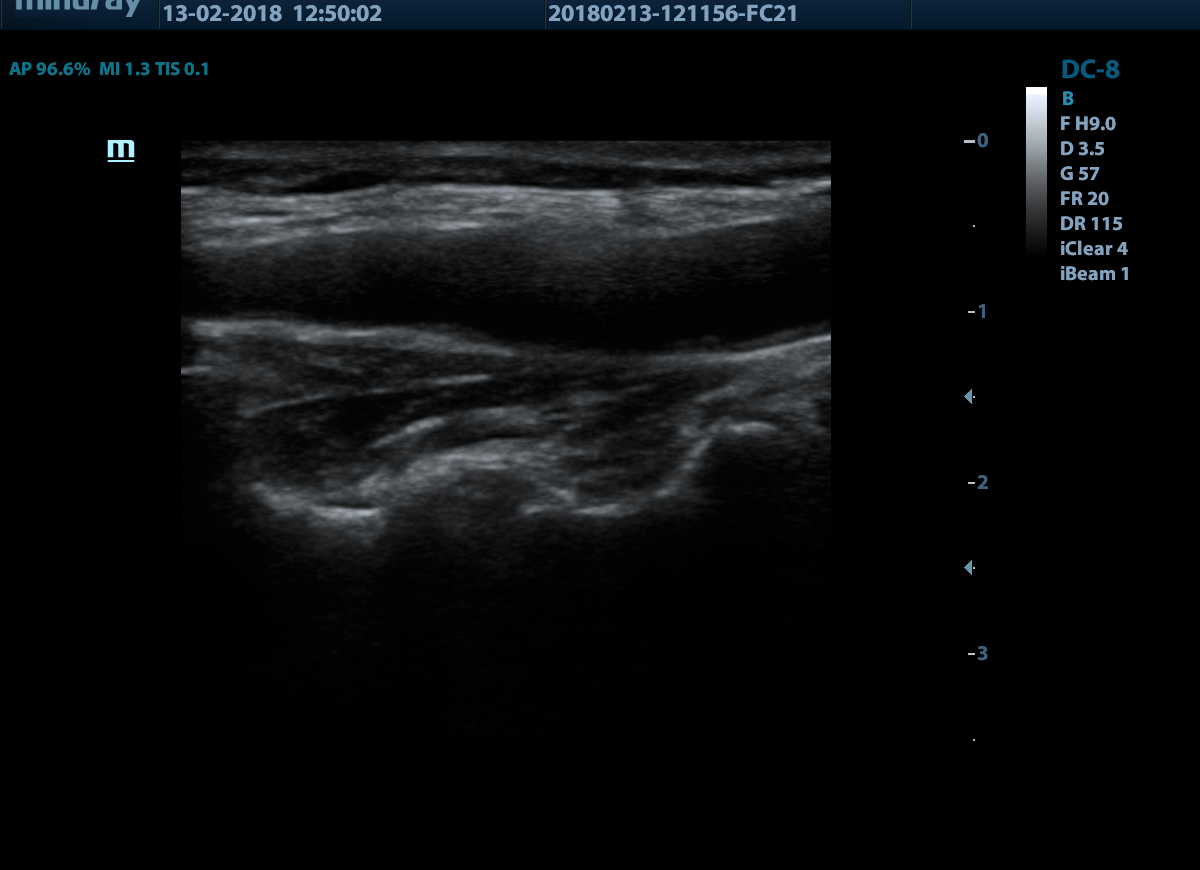 mindray 13-02-2018 12:50:02 20180213-121156-FC21
AP 96.6% MI 1.3 TIS 0.1
DC-8
B
F H9.0
D 3.5
G 57
FR 20
DR 115
iClear 4
iBeam 1
m
0
1
2
3